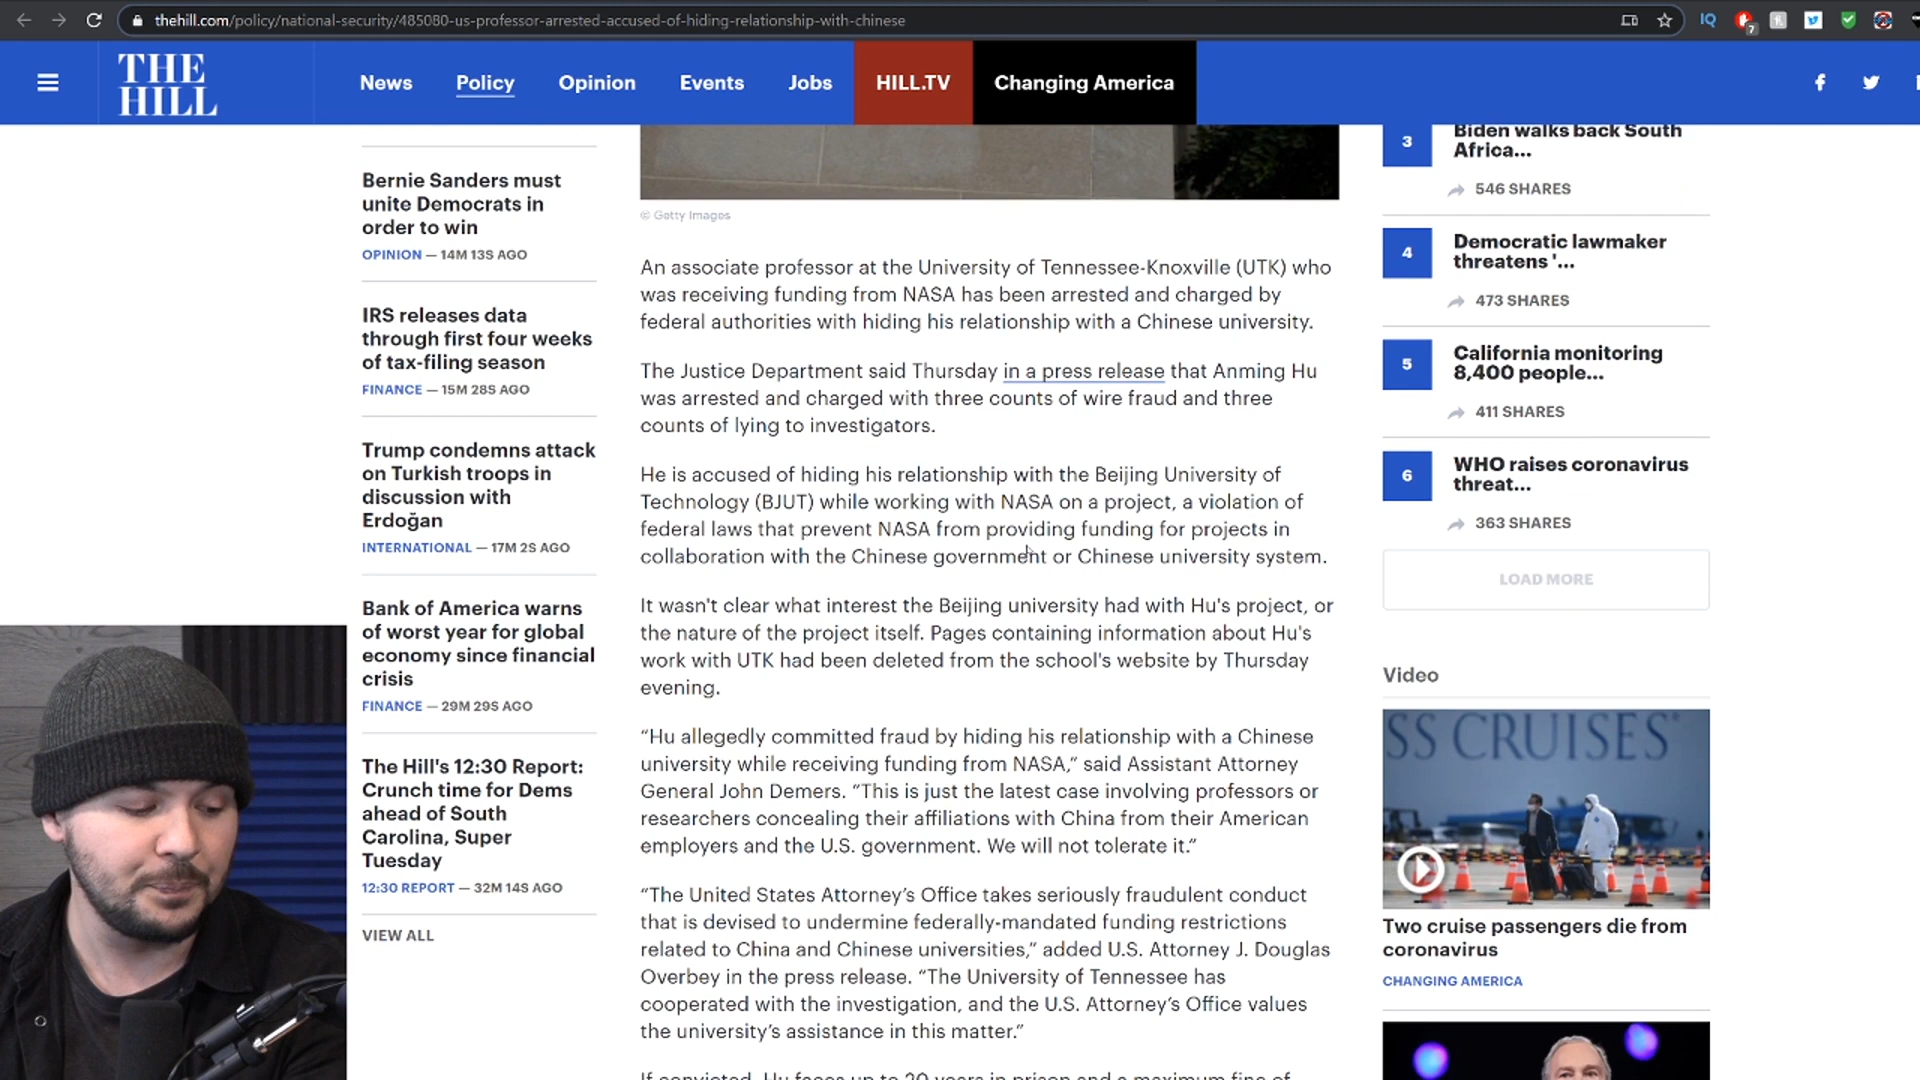 thehill.com/policy/national-security/485080-us-professor-arrested-accused-of-hiding-relationship-with-chinese
IQ
7
THE
HILL
News
Policy
Opinion
Events
Jobs
HILL.TV
Changing America
Bernie Sanders must
unite Democrats in
order to win
OPINION — 14M 13S AGO
IRS releases data
through first four weeks
of tax-filing season
FINANCE — 15M 28S AGO
Trump condemns attack
on Turkish troops in
discussion with
Erdoğan
INTERNATIONAL — 17M 2S AGO
Bank of America warns
of worst year for global
economy since financial
crisis
FINANCE — 29M 29S AGO
The Hill's 12:30 Report:
Crunch time for Dems
ahead of South
Carolina, Super
Tuesday
12:30 REPORT — 32M 14S AGO
VIEW ALL
© Getty Images
An associate professor at the University of Tennessee-Knoxville (UTK) who
was receiving funding from NASA has been arrested and charged by
federal authorities with hiding his relationship with a Chinese university.
The Justice Department said Thursday in a press release that Anming Hu
was arrested and charged with three counts of wire fraud and three
counts of lying to investigators.
He is accused of hiding his relationship with the Beijing University of
Technology (BJUT) while working with NASA on a project, a violation of
federal laws that prevent NASA from providing funding for projects in
collaboration with the Chinese government or Chinese university system.
It wasn't clear what interest the Beijing university had with Hu's project, or
the nature of the project itself. Pages containing information about Hu's
work with UTK had been deleted from the school's website by Thursday
evening.
“Hu allegedly committed fraud by hiding his relationship with a Chinese
university while receiving funding from NASA,” said Assistant Attorney
General John Demers. “This is just the latest case involving professors or
researchers concealing their affiliations with China from their American
employers and the U.S. government. We will not tolerate it.”
“The United States Attorney’s Office takes seriously fraudulent conduct
that is devised to undermine federally-mandated funding restrictions
related to China and Chinese universities,” added U.S. Attorney J. Douglas
Overbey in the press release. “The University of Tennessee has
cooperated with the investigation, and the U.S. Attorney’s Office values
the university’s assistance in this matter.”
If convicted, Hu faces up to 20 years in prison and a maximum fine of
3
Biden walks back South
Africa...
546 SHARES
4
Democratic lawmaker
threatens '...
473 SHARES
5
California monitoring
8,400 people...
411 SHARES
6
WHO raises coronavirus
threat...
363 SHARES
LOAD MORE
Video
SS CRUISES
Two cruise passengers die from
coronavirus
CHANGING AMERICA